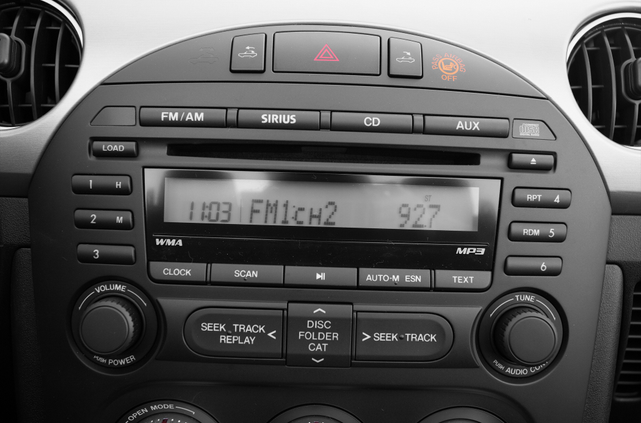 OFF
FM/AM SIRIUS CD AUX
LOAD
1 H RPT 4
2 M RDM 5
3 6
11:03 FM1:CH2 ST 92.7
WMA MP3
CLOCK SCAN AUTO-M ESN TEXT
VOLUME TUNE
SEEK TRACK REPLAY <
DISC
FOLDER
CAT
> SEEK TRACK
PUSH POWER PUSH AUDIO CONT
OPEN MODE